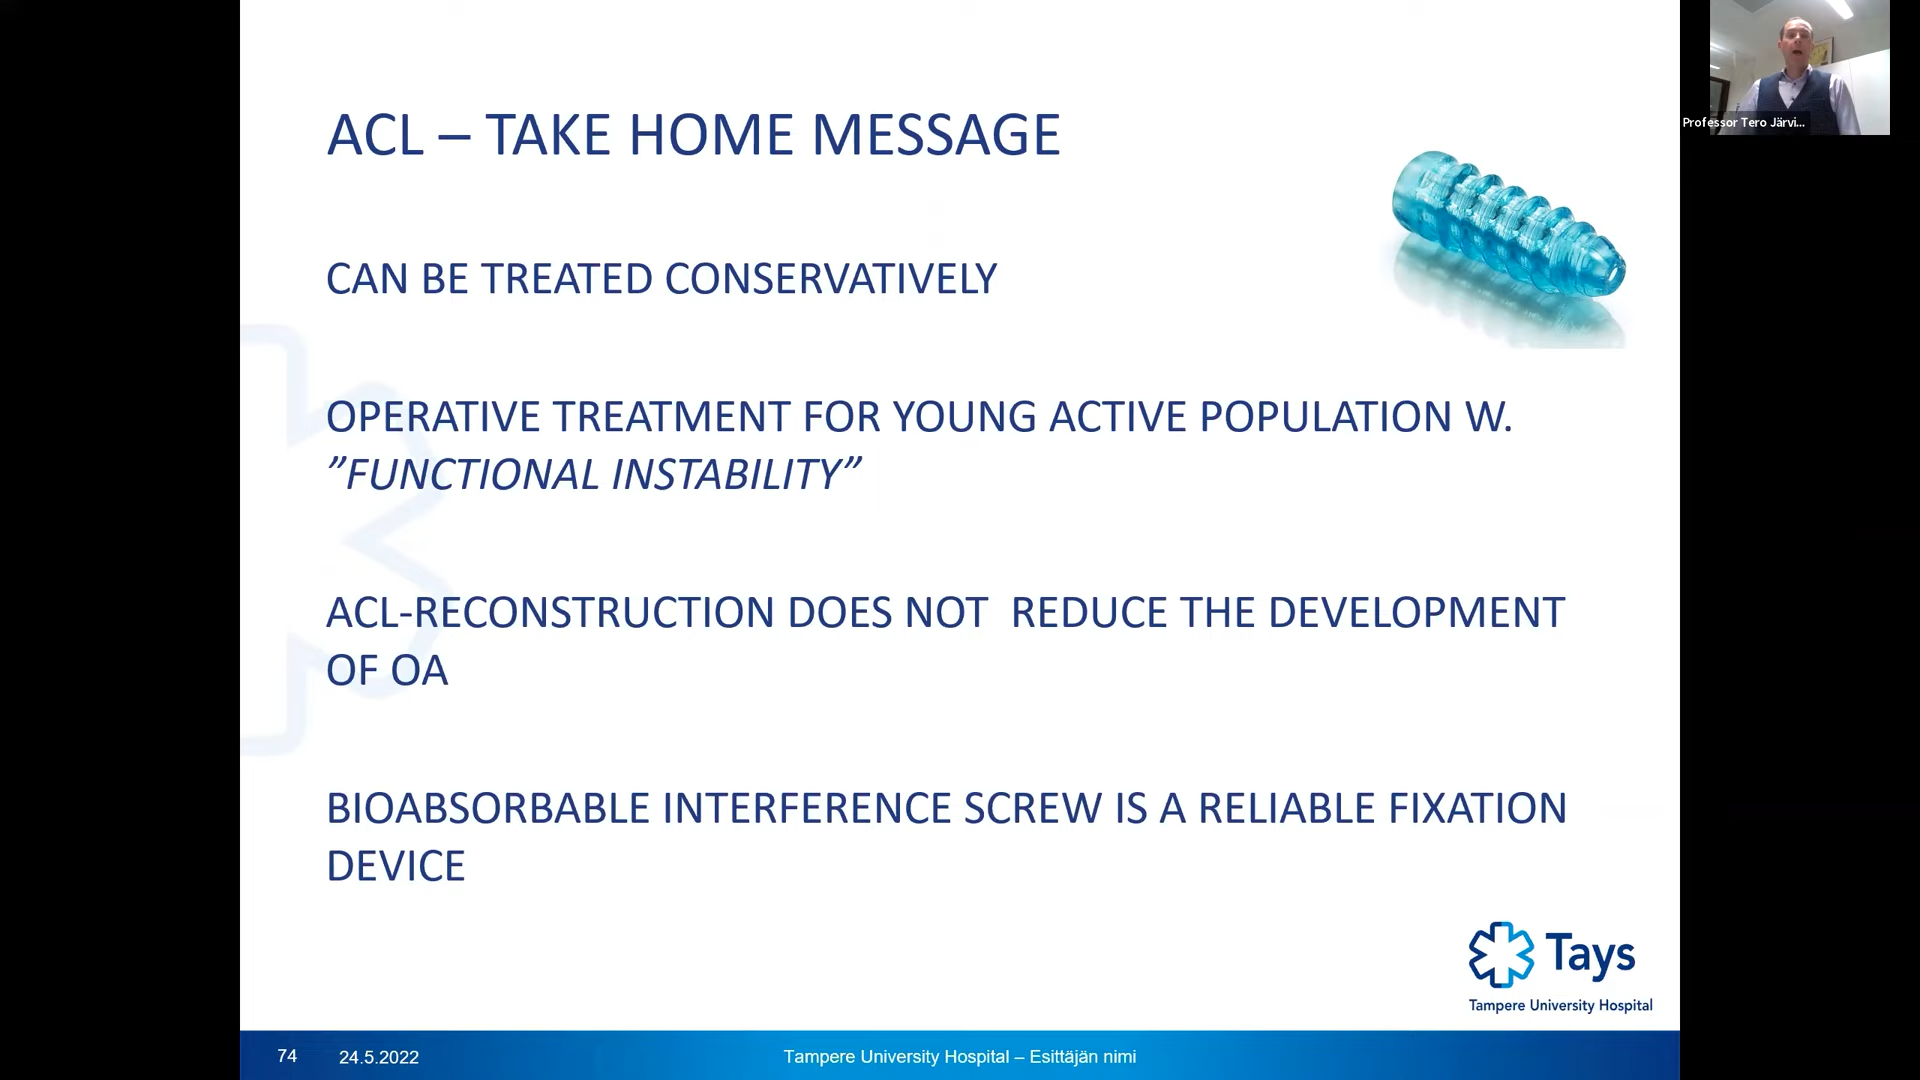 Professor Tero Järvi...
ACL – TAKE HOME MESSAGE
CAN BE TREATED CONSERVATIVELY
OPERATIVE TREATMENT FOR YOUNG ACTIVE POPULATION W.
”FUNCTIONAL INSTABILITY”
ACL-RECONSTRUCTION DOES NOT  REDUCE THE DEVELOPMENT
OF OA
BIOABSORBABLE INTERFERENCE SCREW IS A RELIABLE FIXATION
DEVICE
Tays
Tampere University Hospital
74 24.5.2022 Tampere University Hospital – Esittäjän nimi